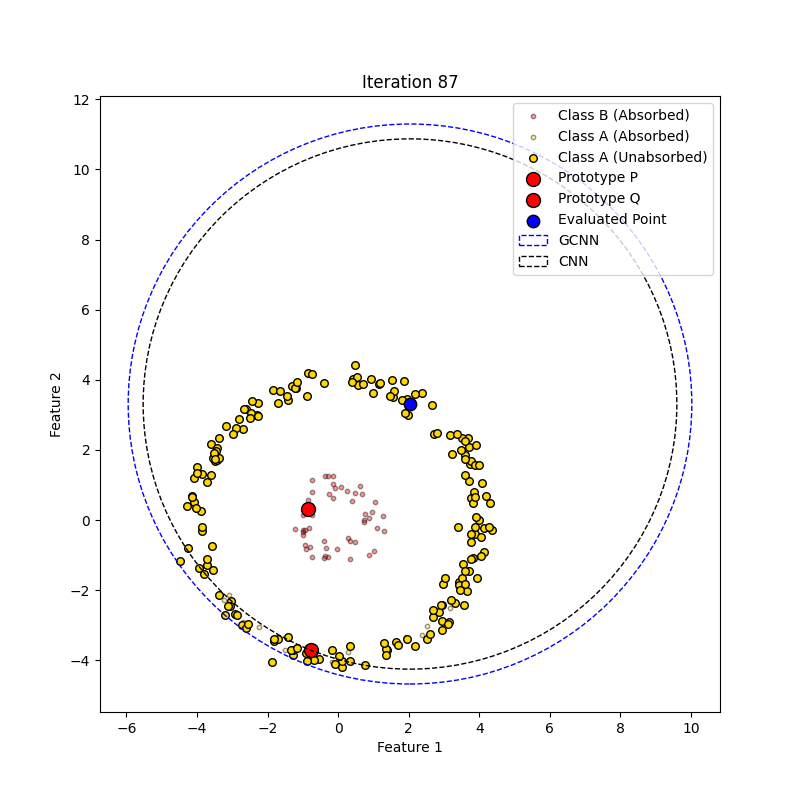 Iteration 87
Class B (Absorbed)
Class A (Absorbed)
Class A (Unabsorbed)
Prototype P
Prototype Q
Evaluated Point
GCNN
CNN
Feature 2
12
10
8
6
4
2
0
−2
−4
−6
−4
−2
0
2
4
6
8
10
Feature 1